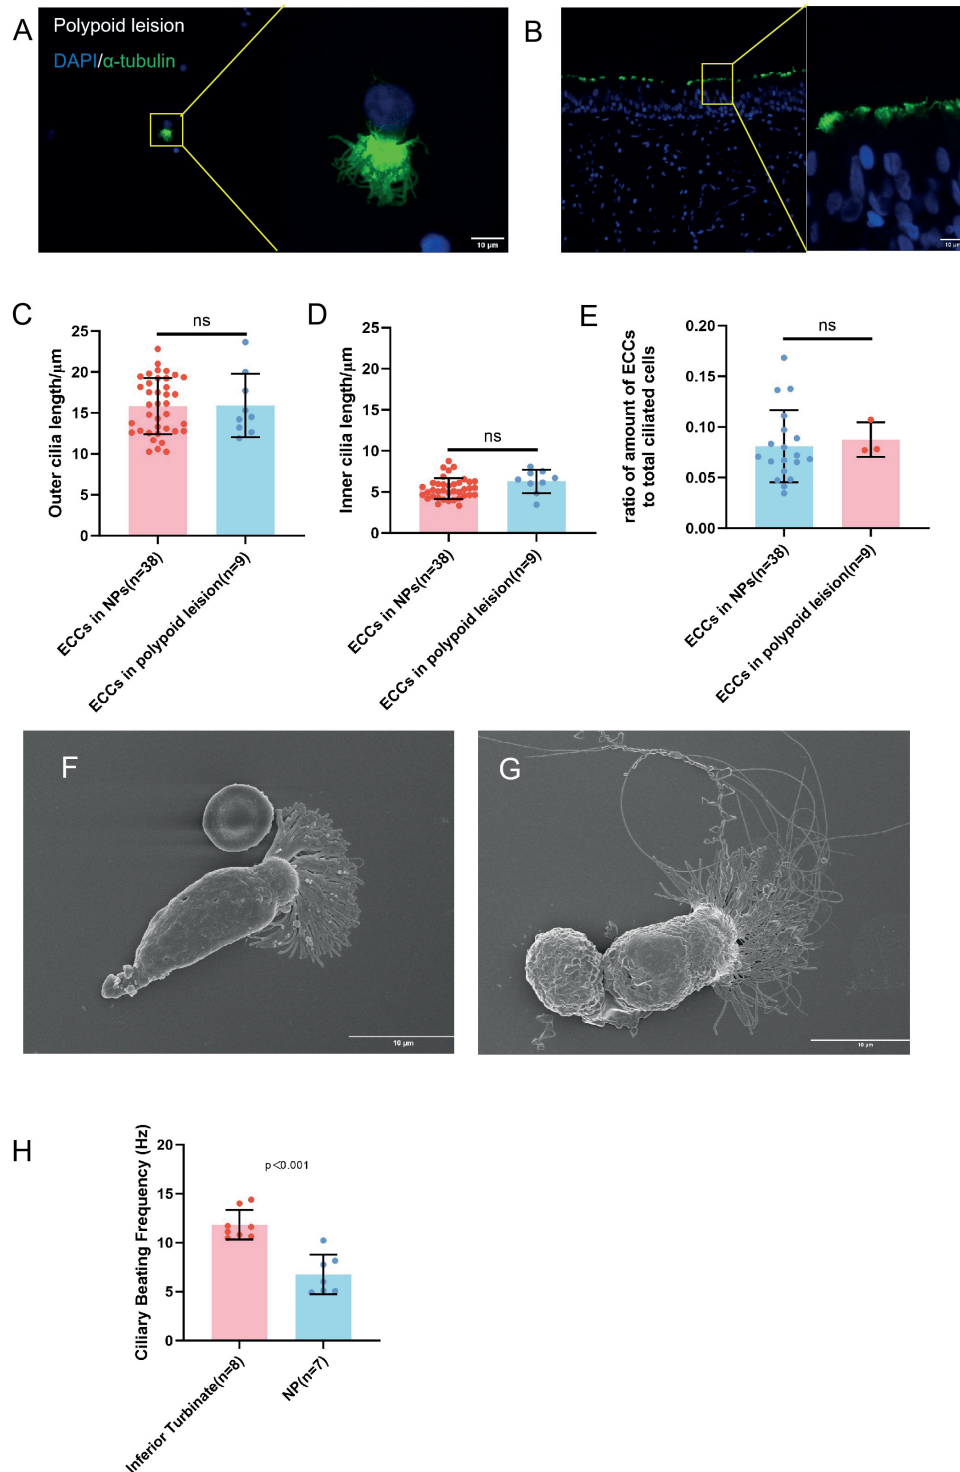 A
Polypoid leision
DAPI/α-tubulin
10 μm
B
10 μm
C
ns
25
20
15
10
5
0
Outer cilia length/μm
ECCs in NPs(n=38)
ECCs in polypoid leision(n=9)
D
ns
25
20
15
10
5
0
Inner cilia length/μm
ECCs in NPs(n=38)
ECCs in polypoid leision(n=9)
E
ns
0.20
0.15
0.10
0.05
0.00
ratio of amount of ECCs
to total ciliated cells
ECCs in NPs(n=38)
ECCs in polypoid leision(n=9)
F
10 μm
G
10 μm
H
p<0.001
20
15
10
5
0
Ciliary Beating Frequency (Hz)
Inferior Turbinate(n=8)
NP(n=7)